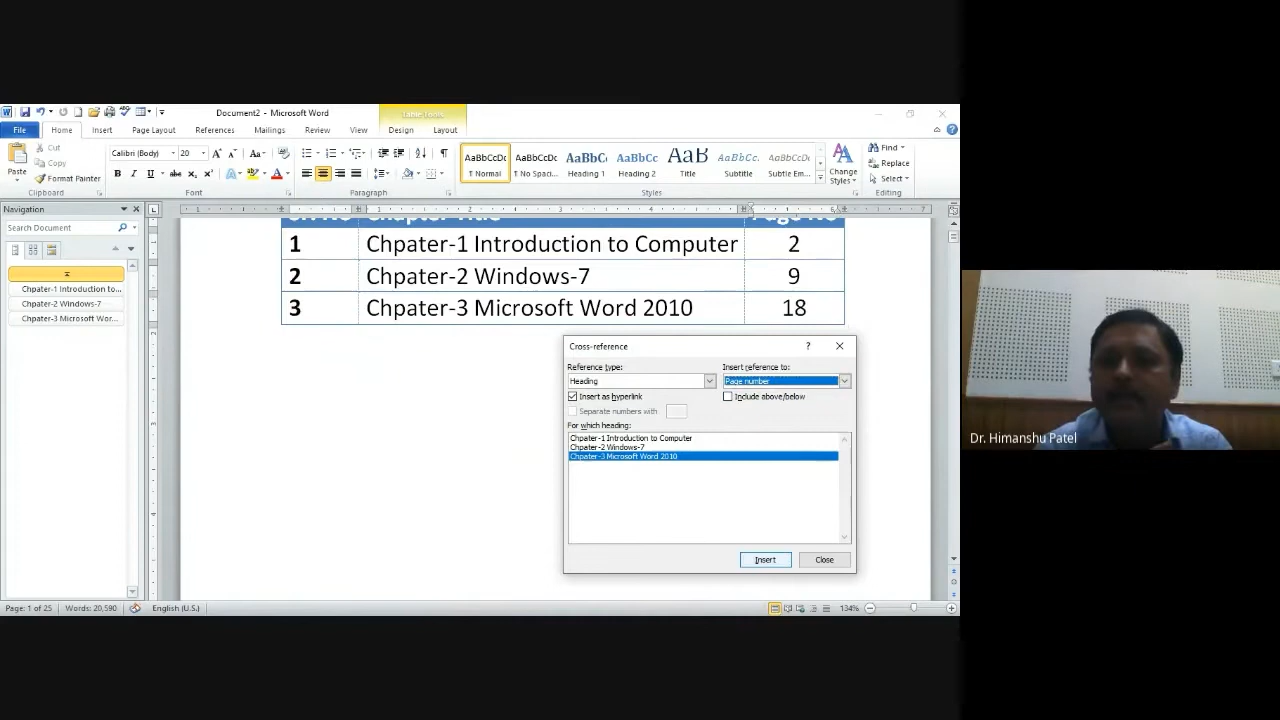 Document2 - Microsoft Word
Table Tools
File Home Insert Page Layout References Mailings Review View Design Layout
Cut
Copy
Paste
Format Painter
Clipboard
Calibri (Body) 20
Font
Paragraph
AaBbCcDc AaBbCcDc AaBbCc AaBbCc AaB AaBbCc. AaBbCcDc
¶ Normal ¶ No Spaci... Heading 1 Heading 2 Title Subtitle Subtle Em...
Change
Styles
Styles
Find
Replace
Select
Editing
Navigation
Search Document
Chpater-1 Introduction to...
Chpater-2 Windows-7
Chpater-3 Microsoft Wor...
1 Chpater-1 Introduction to Computer 2
2 Chpater-2 Windows-7 9
3 Chpater-3 Microsoft Word 2010 18
Cross-reference
Reference type: Insert reference to:
Heading Page number
Insert as hyperlink Include above/below
Separate numbers with
For which heading:
Chpater-1 Introduction to Computer
Chpater-2 Windows-7
Chpater-3 Microsoft Word 2010
Insert Close
Page: 1 of 25 Words: 20,590 English (U.S.) 134%
Dr. Himanshu Patel